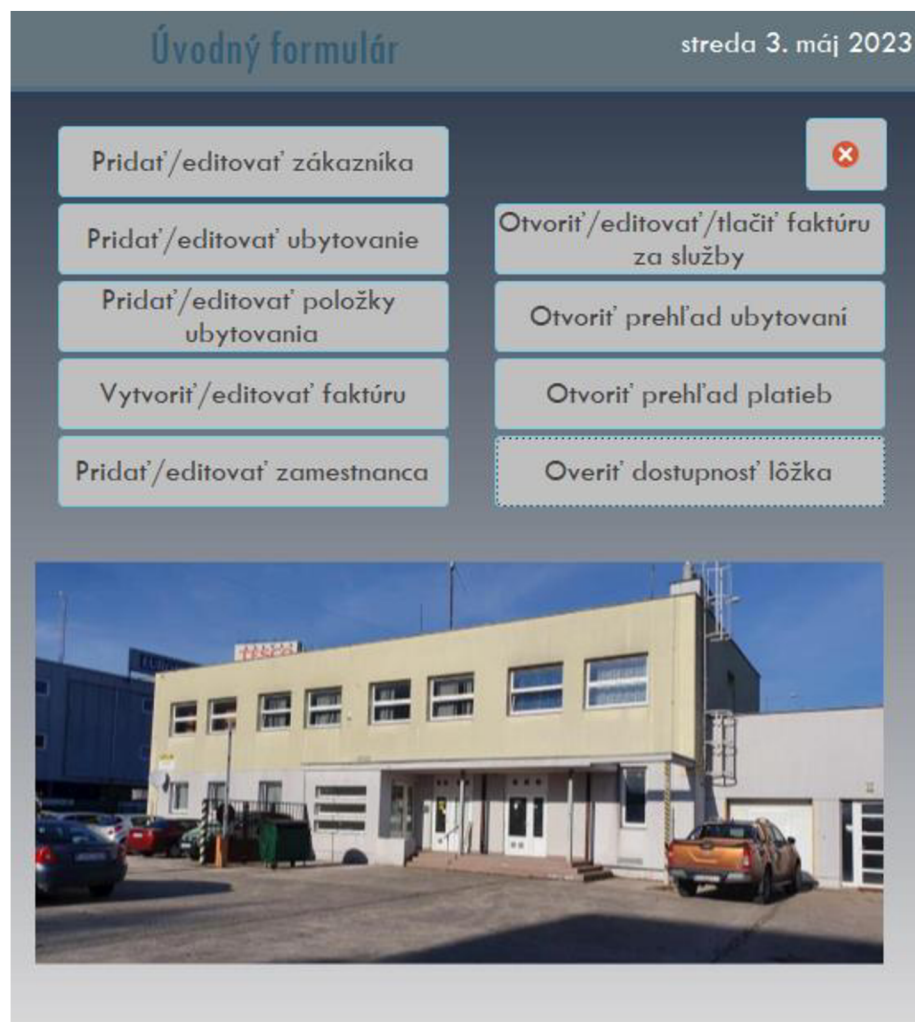 Úvodný formulár
streda 3. máj 2023
Pridať/editovať zákazníka
Pridať/editovať ubytovanie
Pridať/editovať položky
ubytovania
Vytvoriť/editovať faktúru
Pridať/editovať zamestnanca
Otvoriť/editovať/tlačiť faktúru
za služby
Otvoriť prehľad ubytovaní
Otvoriť prehľad platieb
Overiť dostupnosť lôžka
TESCO